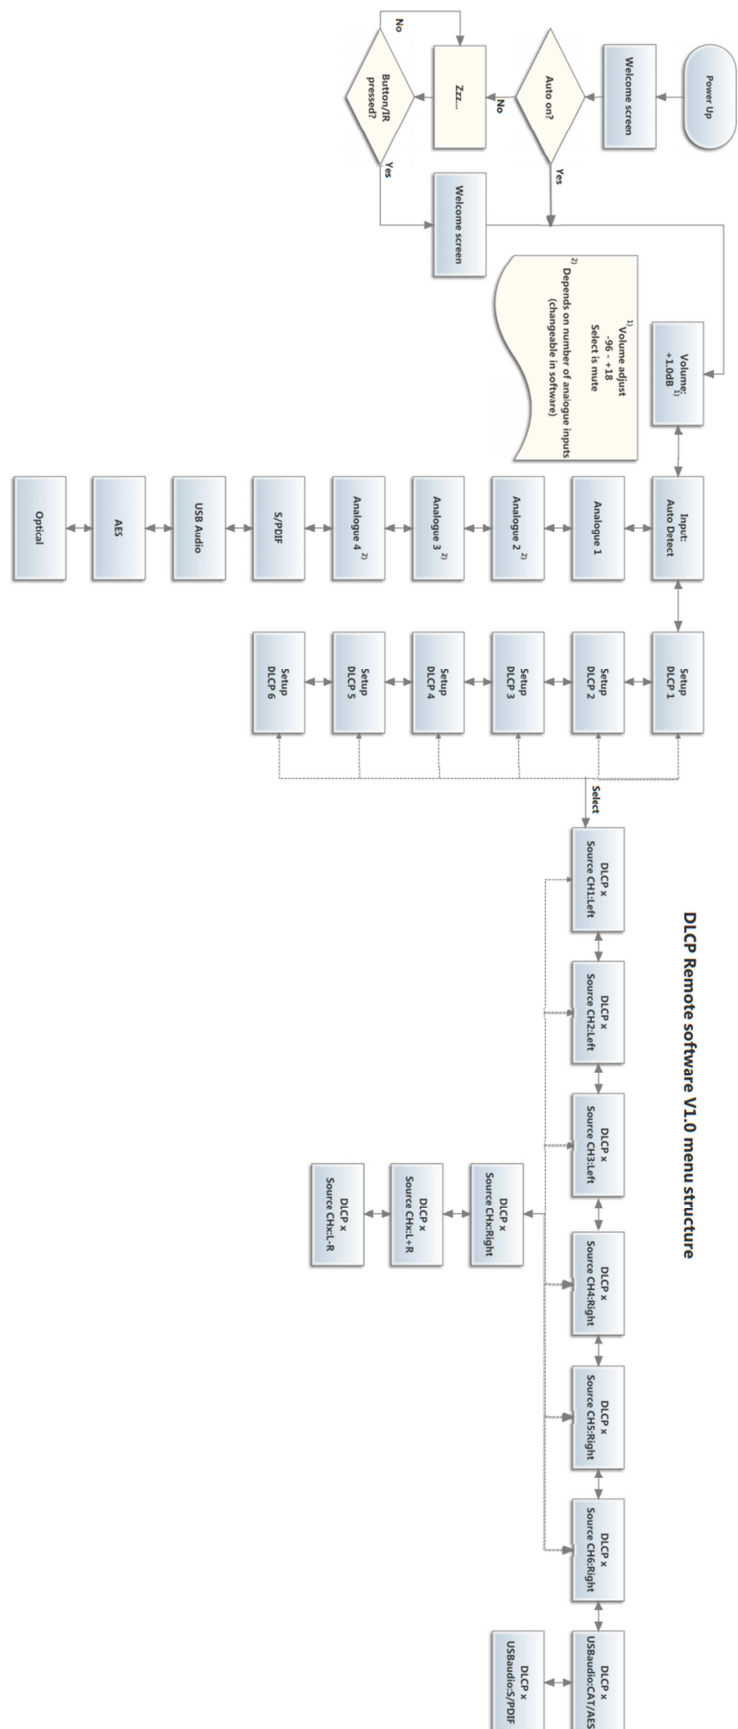 DLCP Remote software V1.0 menu structure
Power Up
Welcome screen
Auto on?
No
Yes
Zzz...
Button/IR
pressed?
No
Yes
Welcome screen
Volume:
+1.0dB 1)
1) Volume adjust
-96 - +18
Select is mute
2) Depends on number of analogue inputs
(changeable in software)
Input:
Auto Detect
Analogue 1
Analogue 2 2)
Analogue 3 2)
Analogue 4 2)
S/PDIF
USB Audio
AES
Optical
Setup
DLCP 1
Setup
DLCP 2
Setup
DLCP 3
Setup
DLCP 4
Setup
DLCP 5
Setup
DLCP 6
Select
DLCP x
Source CH1:Left
DLCP x
Source CH2:Left
DLCP x
Source CH3:Left
DLCP x
Source CH4:Right
DLCP x
Source CH5:Right
DLCP x
Source CH6:Right
DLCP x
Source CHx:Right
DLCP x
Source CHx:L+R
DLCP x
Source CHx:L-R
DLCP x
USBaudio:CAT/AES
DLCP x
USBaudio:S/PDIF